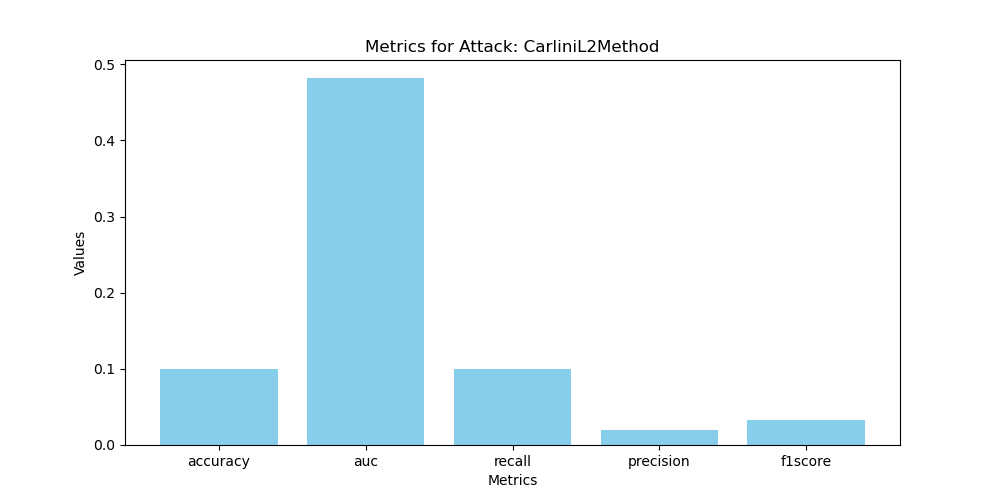 Metrics for Attack: CarliniL2Method
0.5
0.4
0.3
0.2
0.1
0.0
Values
accuracy
auc
recall
precision
f1score
Metrics